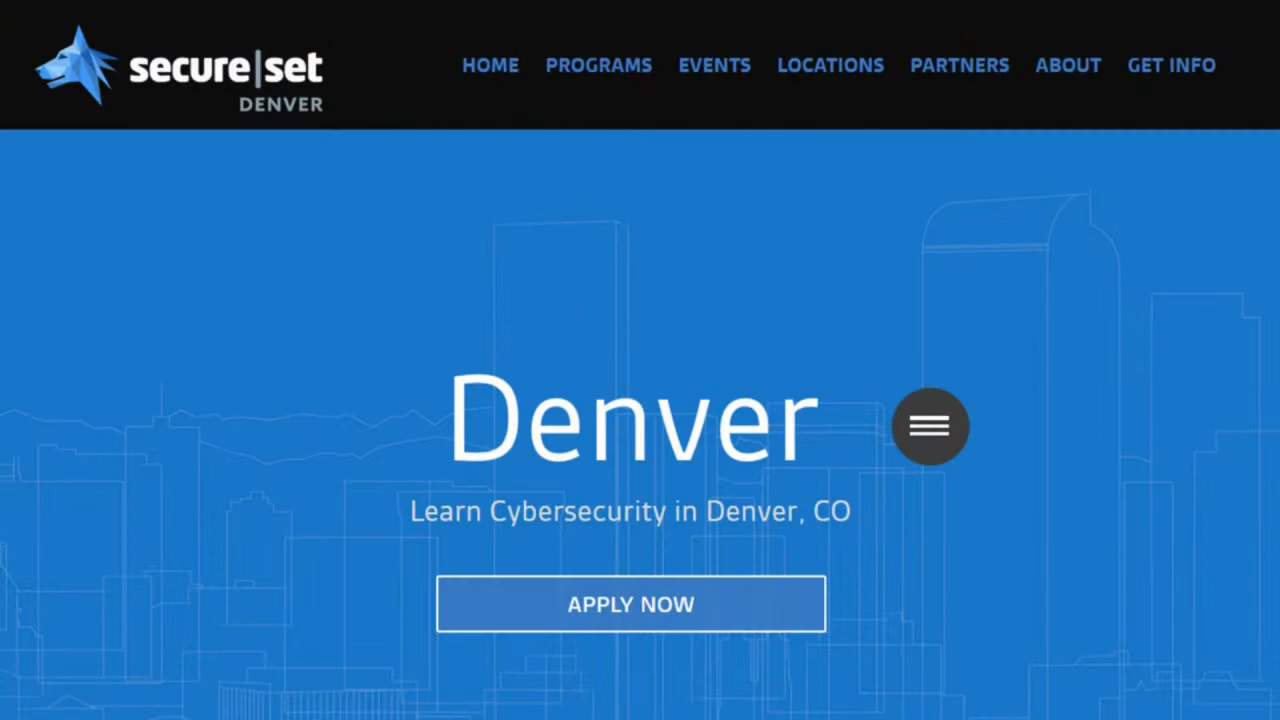 secure|set
DENVER
HOME PROGRAMS EVENTS LOCATIONS PARTNERS ABOUT GET INFO
Denver
Learn Cybersecurity in Denver, CO
APPLY NOW